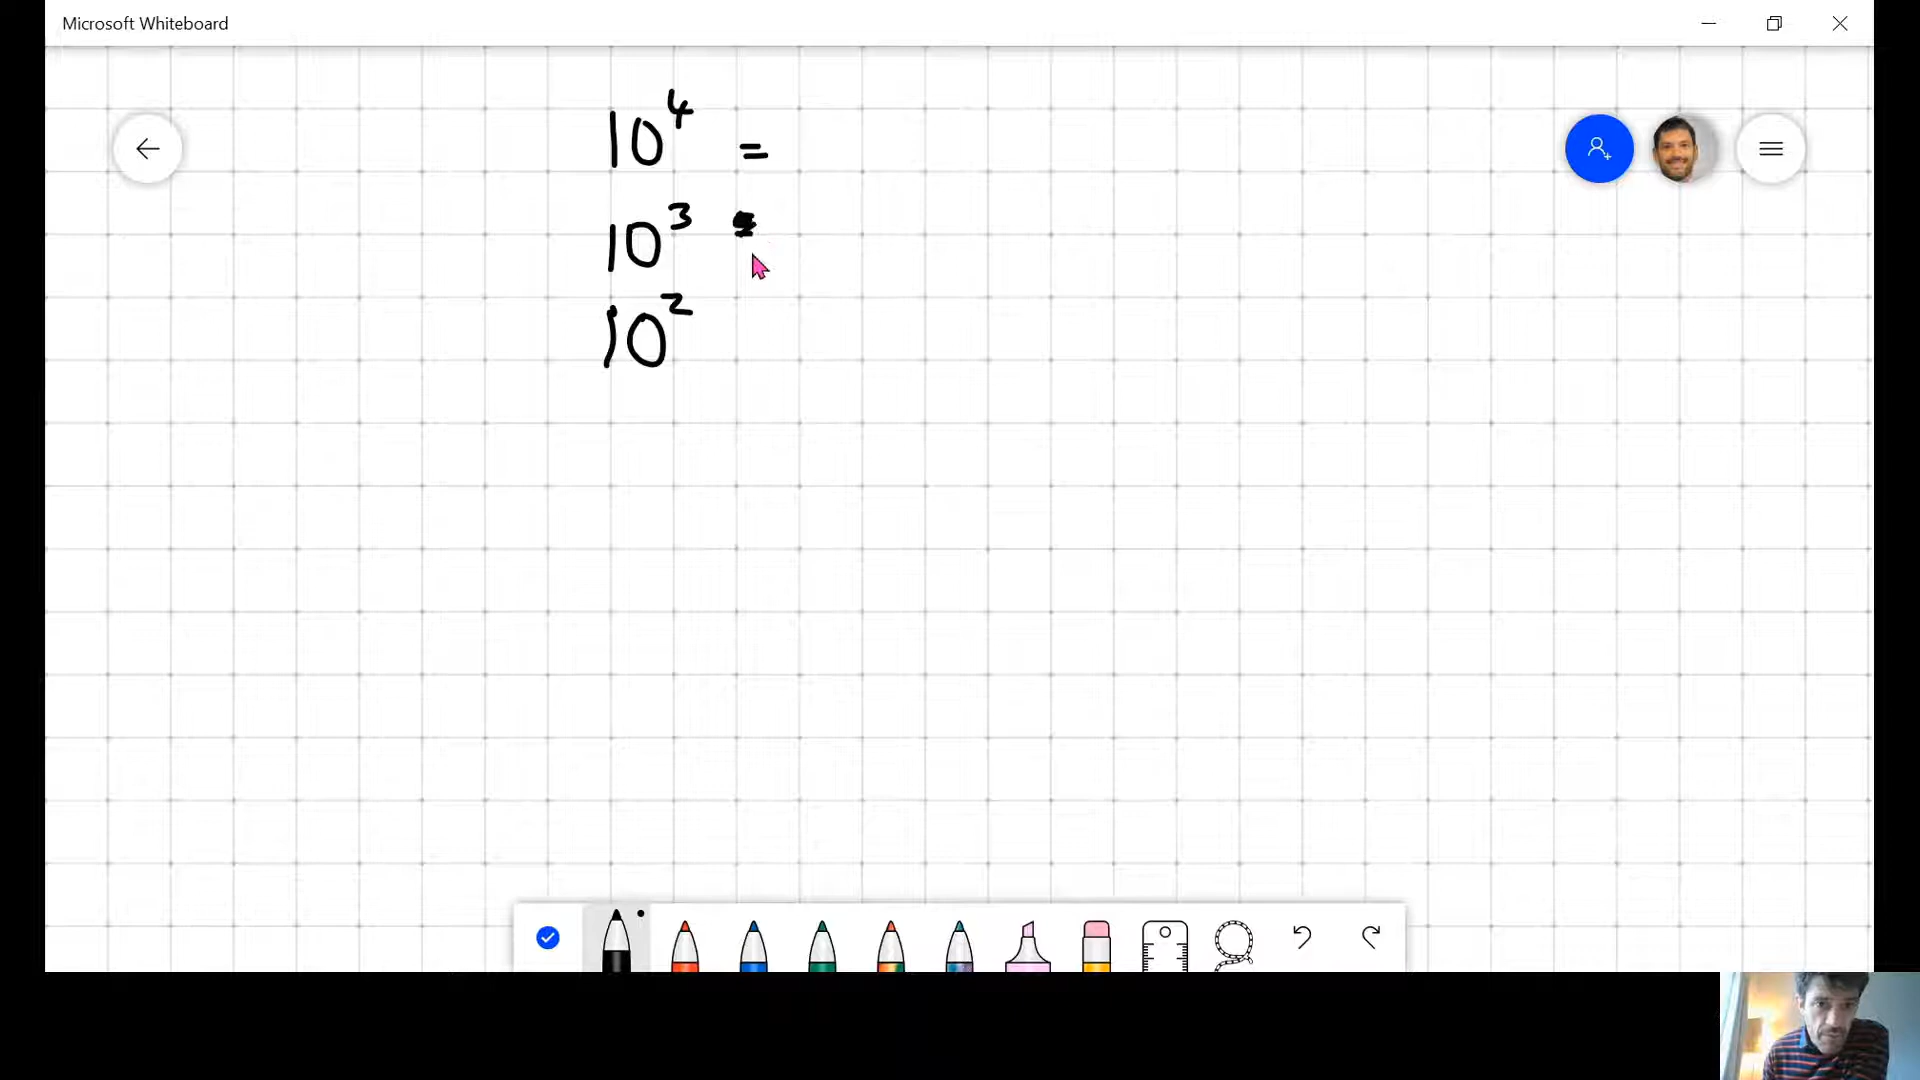 Microsoft Whiteboard
10⁴ =
10³ =
10²